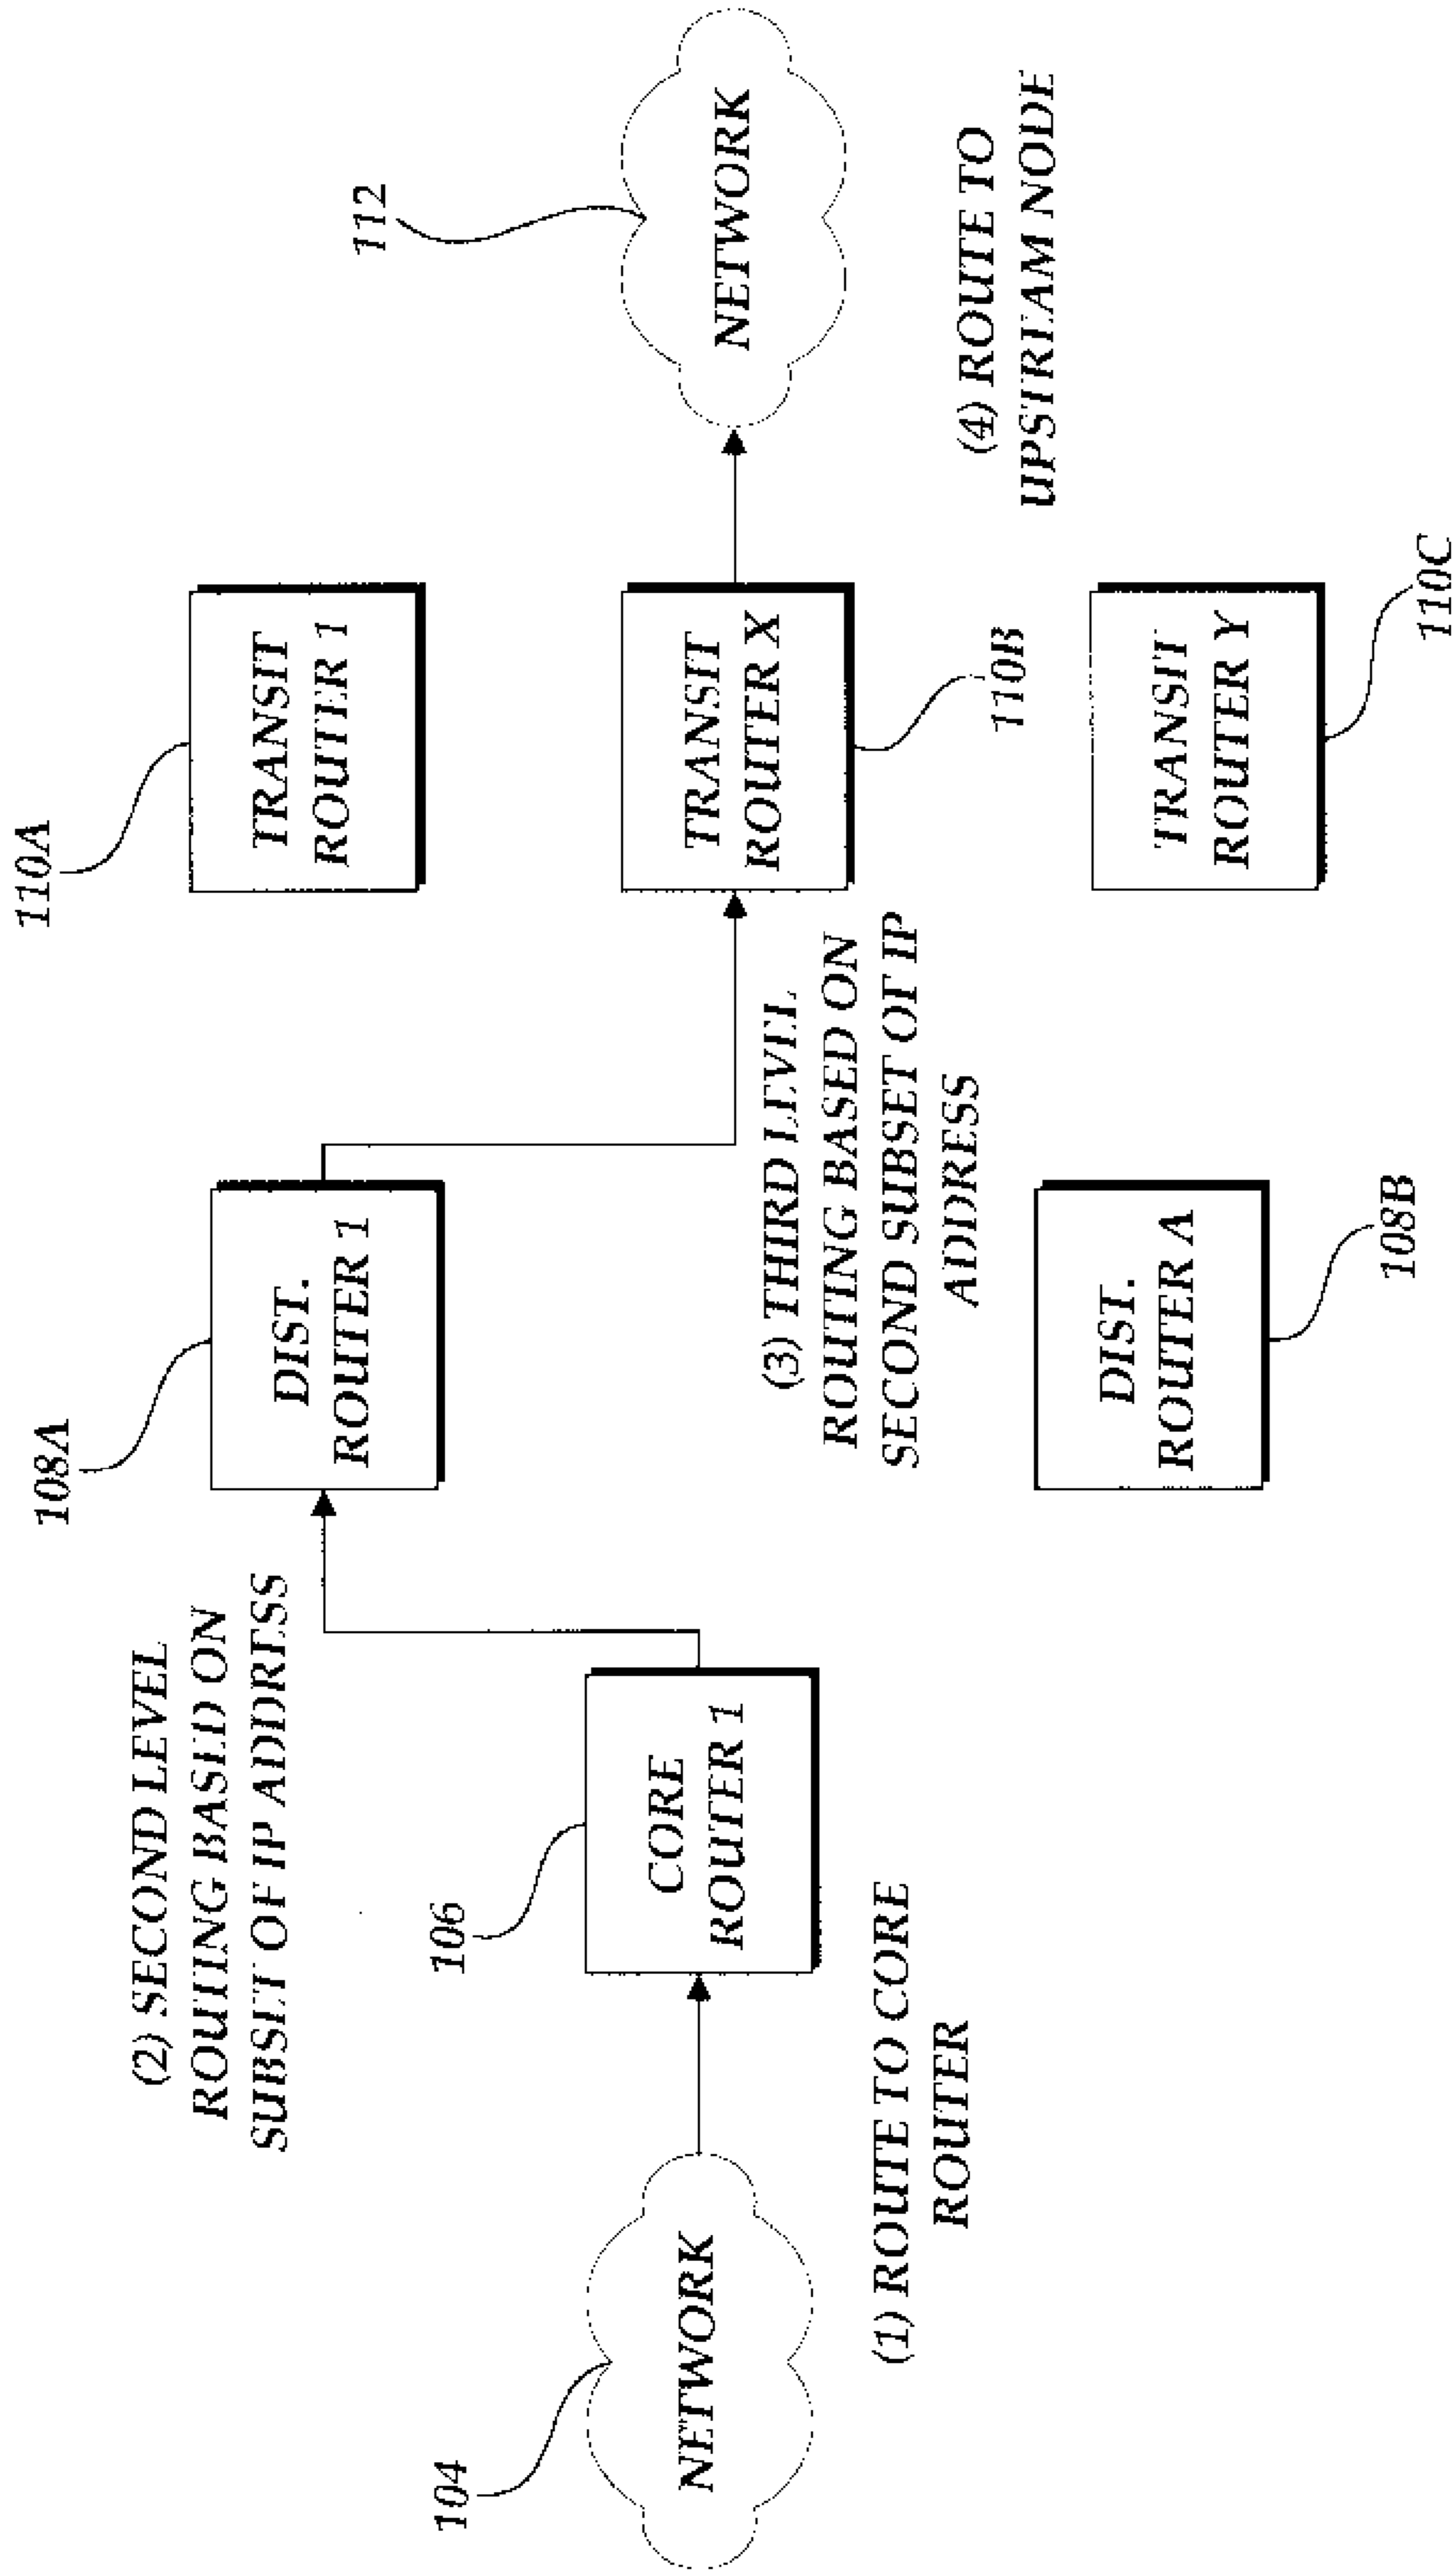 104
NETWORK
(1) ROUTE TO CORE
ROUTER
106
CORE
ROUTER 1
(2) SECOND LEVEL
ROUTING BASED ON
SUBSET OF IP ADDRESS
108A
DIST.
ROUTER 1
108B
DIST.
ROUTER A
(3) THIRD LEVEL
ROUTING BASED ON
SECOND SUBSET OF IP
ADDRESS
110A
TRANSIT
ROUTER 1
TRANSIT
ROUTER X
110B
TRANSIT
ROUTER Y
110C
112
NETWORK
(4) ROUTE TO
UPSTREAM NODE